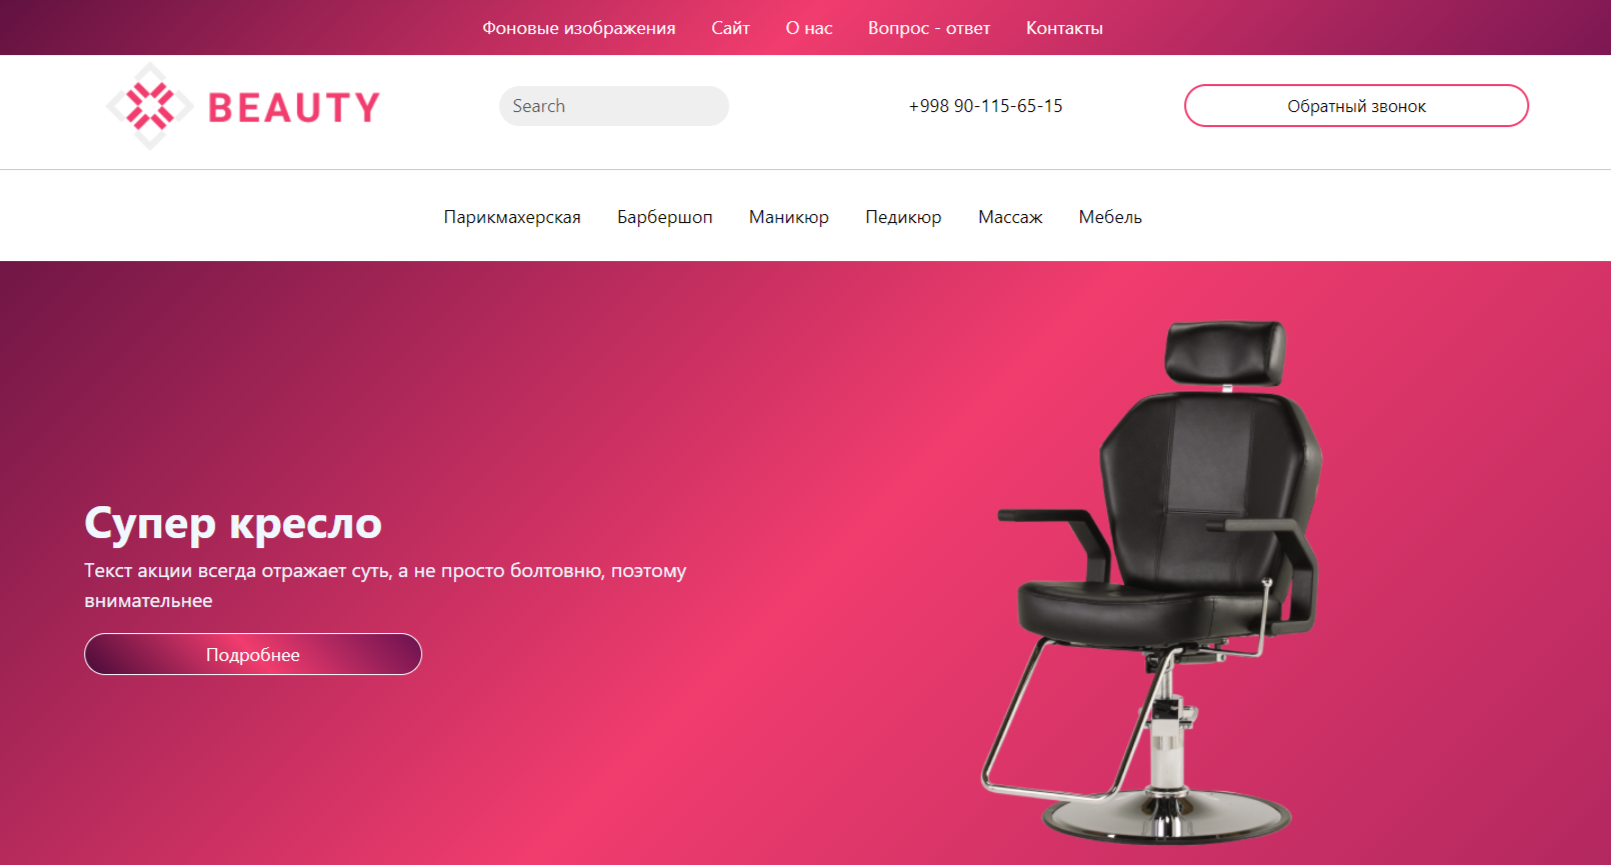 Фоновые изображения Сайт О нас Вопрос - ответ Контакты
BEAUTY
Search
+998 90-115-65-15
Обратный звонок
Парикмахерская Барбершоп Маникюр Педикюр Массаж Мебель
Супер кресло
Текст акции всегда отражает суть, а не просто болтовню, поэтому
внимательнее
Подробнее